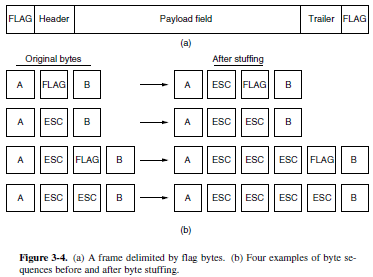 FLAG Header Payload field Trailer FLAG
(a)
Original bytes After stuffing
A FLAG B A ESC FLAG B
A ESC B A ESC ESC B
A ESC FLAG B A ESC ESC ESC FLAG B
A ESC ESC B A ESC ESC ESC ESC B
(b)
Figure 3-4. (a) A frame delimited by flag bytes. (b) Four examples of byte se-
quences before and after byte stuffing.